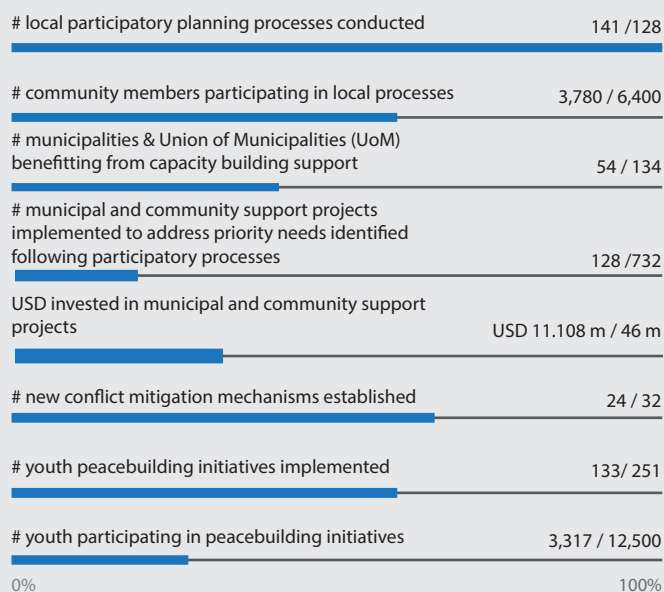 # local participatory planning processes conducted 141 /128
# community members participating in local processes 3,780 / 6,400
# municipalities & Union of Municipalities (UoM)
benefitting from capacity building support 54 / 134
# municipal and community support projects
implemented to address priority needs identified
following participatory processes 128 /732
USD invested in municipal and community support
projects USD 11.108 m / 46 m
# new conflict mitigation mechanisms established 24 / 32
# youth peacebuilding initiatives implemented 133/ 251
# youth participating in peacebuilding initiatives 3,317 / 12,500
0% 100%